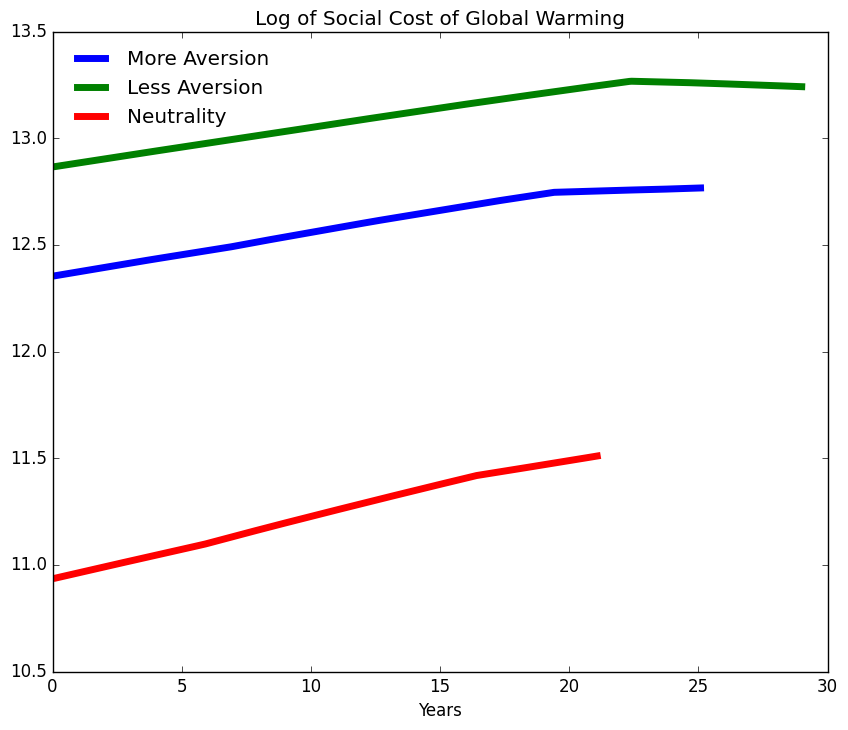 Log of Social Cost of Global Warming
13.5
More Aversion
Less Aversion
Neutrality
13.0
12.5
12.0
11.5
11.0
10.5
0 5 10 15 20 25 30
Years